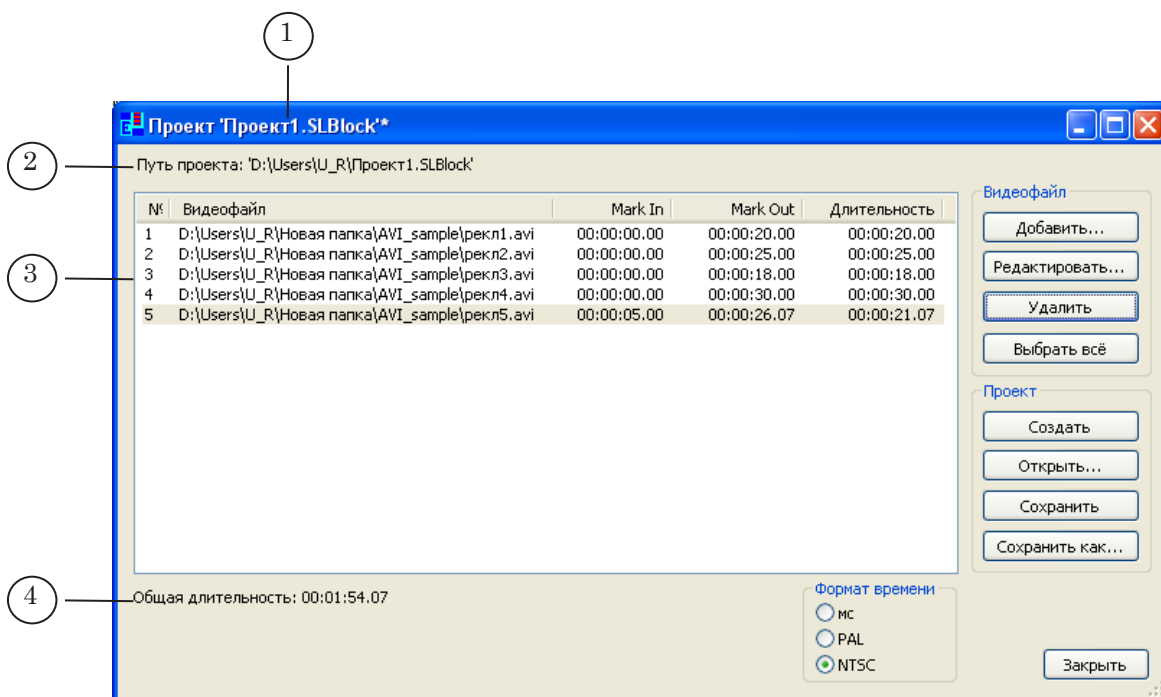 1
Проект 'Проект1.SLBlock'*
2
Путь проекта: 'D:\Users\U_R\Проект1.SLBlock'
№ Видеофайл Mark In Mark Out Длительность
1 D:\Users\U_R\Новая папка\AVI_sample\рекл1.avi 00:00:00.00 00:00:20.00 00:00:20.00
2 D:\Users\U_R\Новая папка\AVI_sample\рекл2.avi 00:00:00.00 00:00:25.00 00:00:25.00
3 D:\Users\U_R\Новая папка\AVI_sample\рекл3.avi 00:00:00.00 00:00:18.00 00:00:18.00
4 D:\Users\U_R\Новая папка\AVI_sample\рекл4.avi 00:00:00.00 00:00:30.00 00:00:30.00
5 D:\Users\U_R\Новая папка\AVI_sample\рекл5.avi 00:00:05.00 00:00:26.07 00:00:21.07
3
Видеофайл
Добавить...
Редактировать...
Удалить
Выбрать всё
Проект
Создать
Открыть...
Сохранить
Сохранить как...
4
Общая длительность: 00:01:54.07
Формат времени
мс
PAL
NTSC
Закрыть